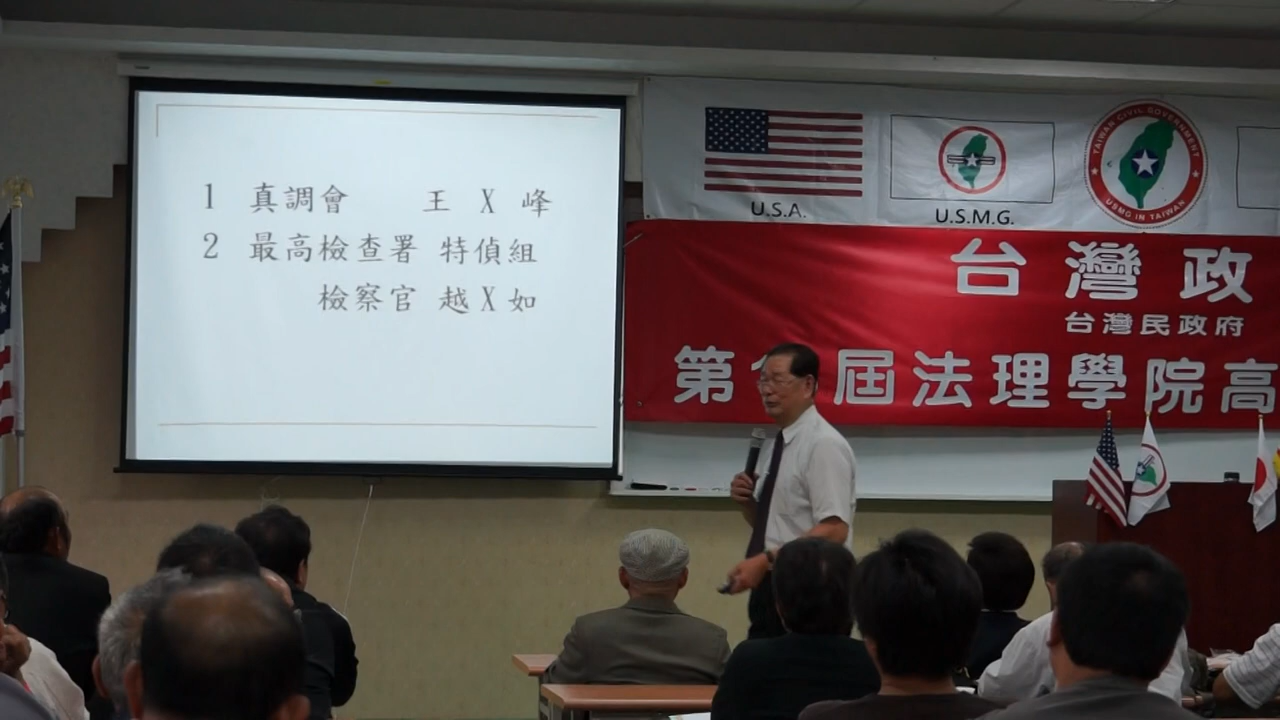 1 真調會 王 X 峰
2 最高檢查署 特偵組
檢察官 越 X 如
U.S.A.
U.S.M.G.
TAIWAN CIVIL GOVERNMENT
USMG IN TAIWAN
台灣政
台灣民政府
第 屆法理學院高